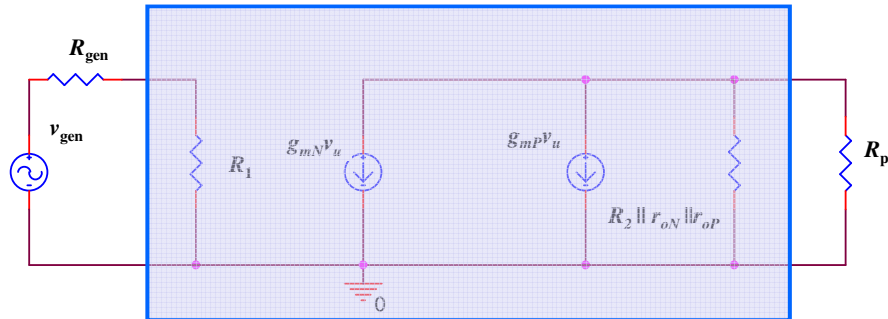 R_gen
v_gen
R_1
g_mN v_u
g_mP v_u
R_p
R_2 || r_oN || r_oP
0